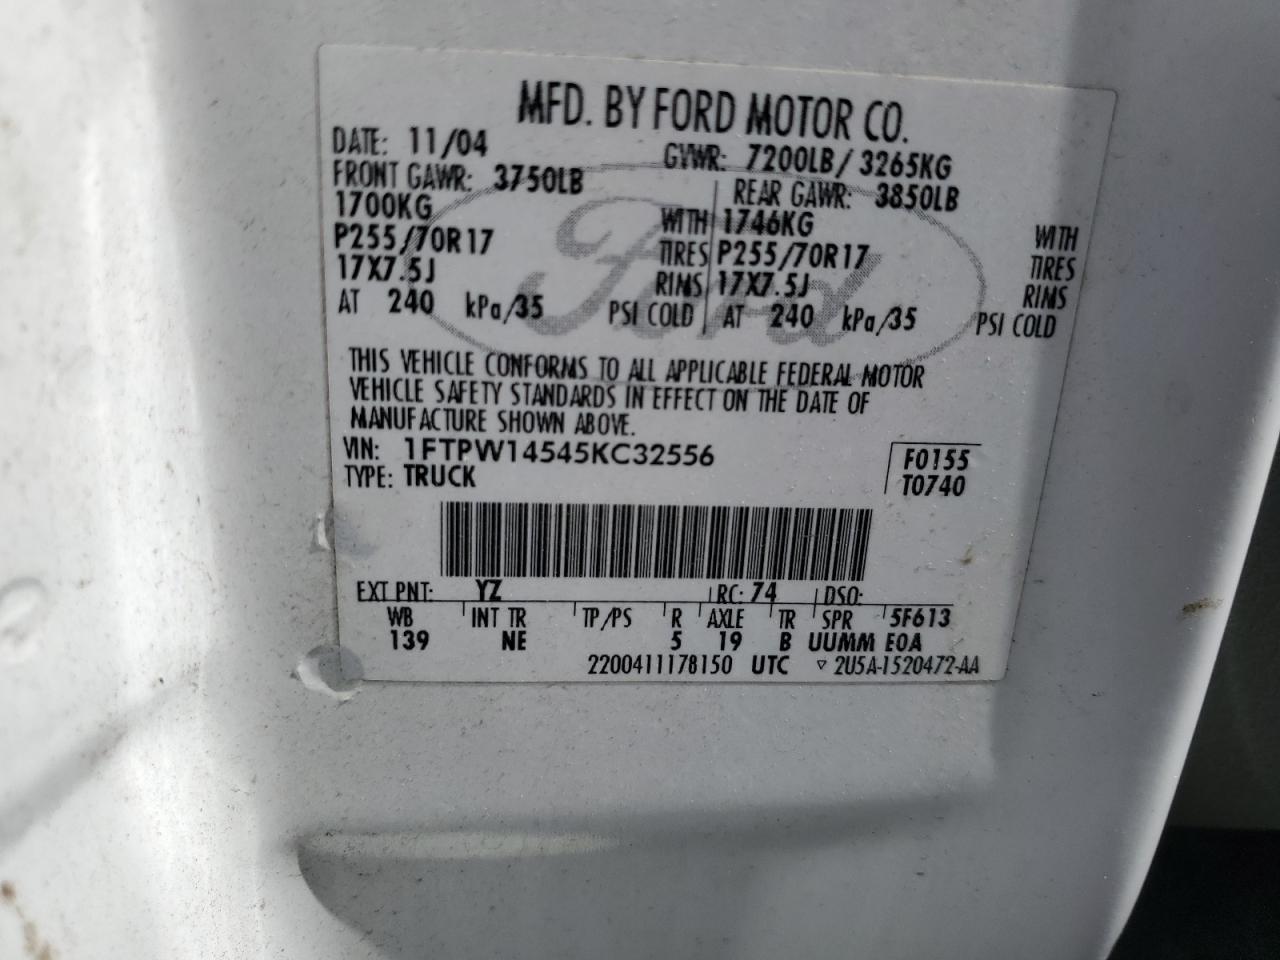 MFD. BY FORD MOTOR CO.
DATE: 11/04 GVWR: 7200LB/ 3265KG
FRONT GAWR: 3750LB REAR GAWR: 3850LB
1700KG WITH 1746KG WITH
P255/70R17 TIRES P255/70R17 TIRES
17X7.5J RIMS 17X7.5J RIMS
AT 240 kPa/35 PSI COLD AT 240 kPa/35 PSI COLD
Ford
THIS VEHICLE CONFORMS TO ALL APPLICABLE FEDERAL MOTOR
VEHICLE SAFETY STANDARDS IN EFFECT ON THE DATE OF
MANUFACTURE SHOWN ABOVE.
VIN: 1FTPW14545KC32556 F0155
TYPE: TRUCK T0740
EXT PNT: YZ RC: 74 DSO:
WB INT TR TP/PS R AXLE TR SPR 5F613
139 NE 5 19 B UUMM E0A
2200411178150 UTC ▽ 2U5A-1520472-AA